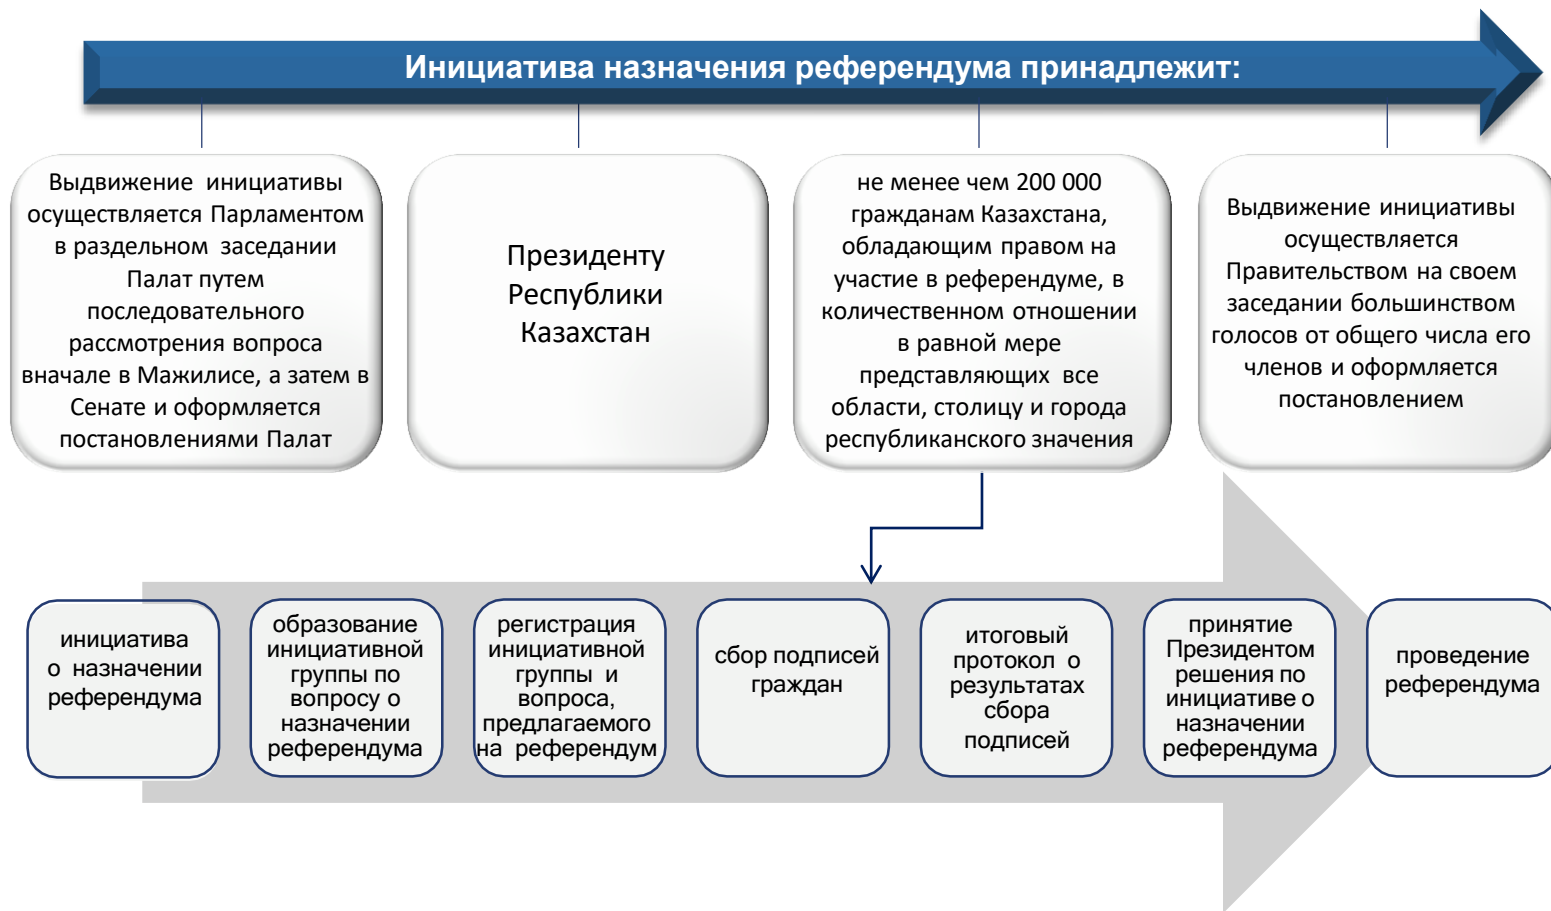 Инициатива назначения референдума принадлежит:
Выдвижение инициативы
осуществляется Парламентом
в раздельном заседании
Палат путем
последовательного
рассмотрения вопроса
вначале в Мажилисе, а затем в
Сенате и оформляется
постановлениями Палат
Президенту
Республики
Казахстан
не менее чем 200 000
гражданам Казахстана,
обладающим правом на
участие в референдуме, в
количественном отношении
в равной мере
представляющих все
области, столицу и города
республиканского значения
Выдвижение инициативы
осуществляется
Правительством на своем
заседании большинством
голосов от общего числа его
членов и оформляется
постановлением
инициатива
о назначении
референдума
образование
инициативной
группы по
вопросу о
назначении
референдума
регистрация
инициативной
группы и
вопроса,
предлагаемого
на референдум
сбор подписей
граждан
итоговый
протокол о
результатах
сбора
подписей
принятие
Президентом
решения по
инициативе о
назначении
референдума
проведение
референдума